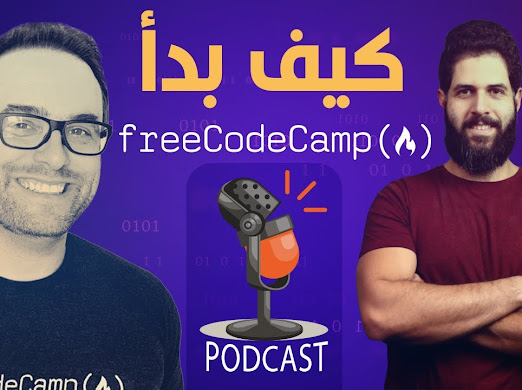 كيف بدأ
freeCodeCamp(🔥)
PODCAST
deCamp(🔥)